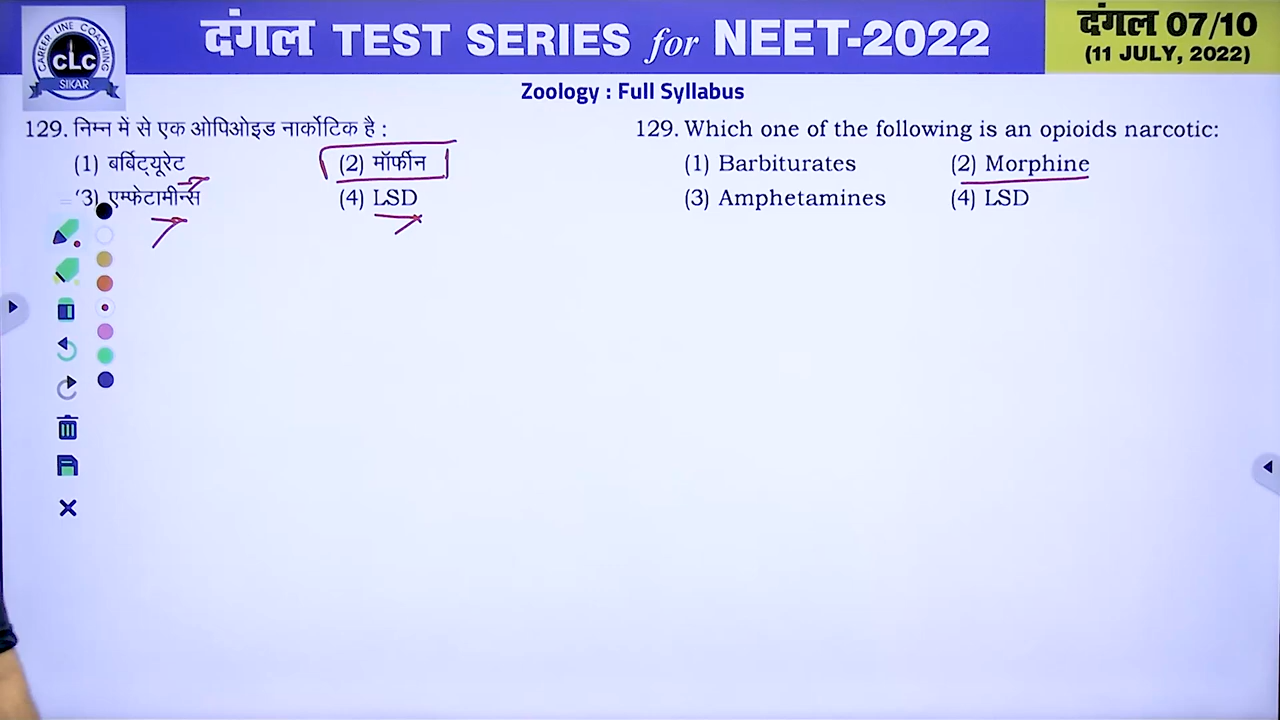 CAREER LINE COACHING
CLC
SIKAR
दंगल TEST SERIES for NEET-2022
दंगल 07/10
(11 JULY, 2022)
Zoology : Full Syllabus
129. निम्न में से एक ओपिओइड नार्कोटिक है :
(1) बर्बिट्यूरेट (2) मॉर्फीन
(3) एम्फेटामीन्स (4) LSD
129. Which one of the following is an opioids narcotic:
(1) Barbiturates (2) Morphine
(3) Amphetamines (4) LSD